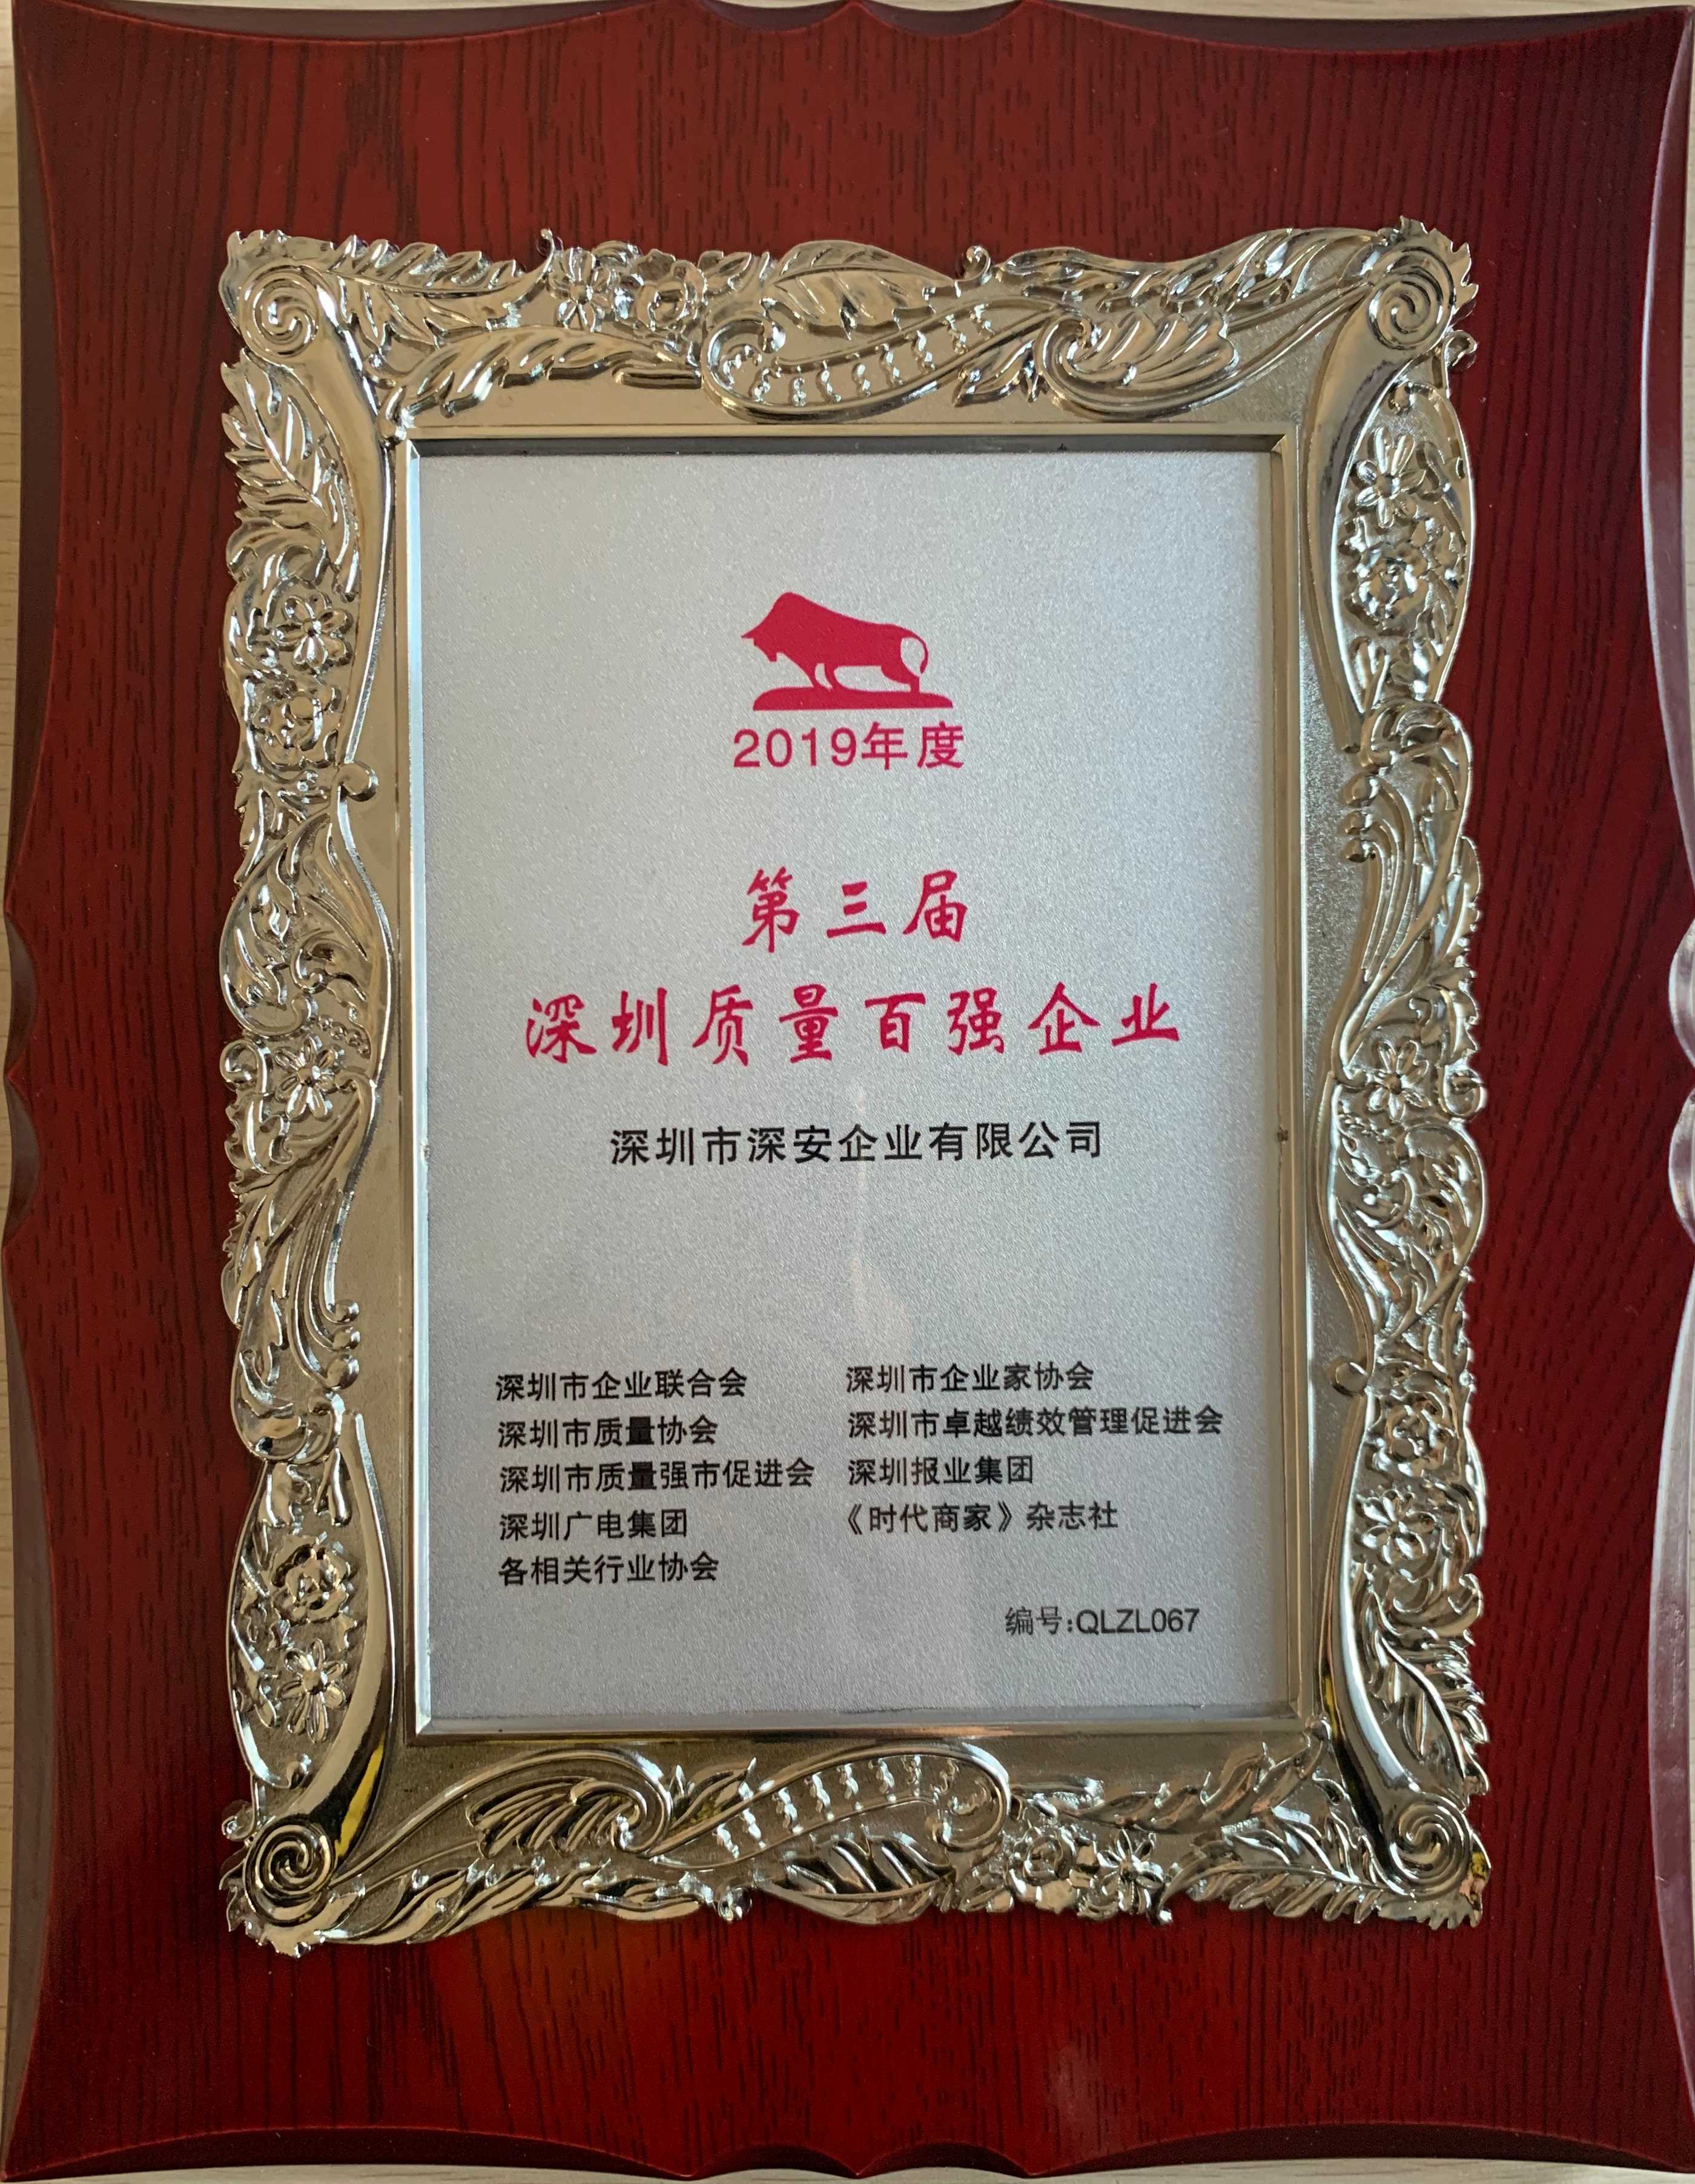 2019年度
第三届
深圳质量百强企业
深圳市深安企业有限公司
深圳市企业联合会
深圳市企业家协会
深圳市质量协会
深圳市卓越绩效管理促进会
深圳市质量强市促进会
深圳报业集团
深圳广电集团
《时代商家》杂志社
各相关行业协会
编号:QLZL067